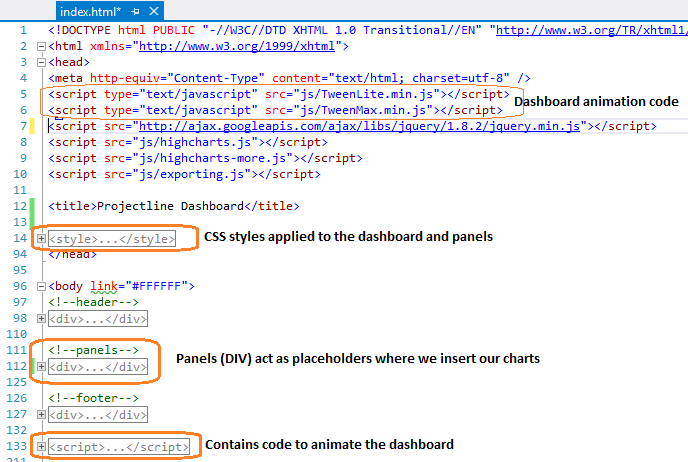 index.html*
1 <!DOCTYPE html PUBLIC "-//W3C//DTD XHTML 1.0 Transitional//EN" "http://www.w3.org/TR/xhtml1/
2 <html xmlns="http://www.w3.org/1999/xhtml">
3 <head>
4 <meta http-equiv="Content-Type" content="text/html; charset=utf-8" />
5 <script type="text/javascript" src="js/TweenLite.min.js"></script>
Dashboard animation code
6 <script type="text/javascript" src="js/TweenMax.min.js"></script>
7 <script src="http://ajax.googleapis.com/ajax/libs/jquery/1.8.2/jquery.min.js"></script>
8 <script src="js/highcharts.js"></script>
9 <script src="js/highcharts-more.js"></script>
10 <script src="js/exporting.js"></script>
11
12 <title>Projectline Dashboard</title>
13
14 <style>...</style> CSS styles applied to the dashboard and panels
94 </head>
95
96 <body link="#FFFFFF">
97 <!--header-->
98 <div>...</div>
110
111 <!--panels-->
Panels (DIV) act as placeholders where we insert our charts
112 <div>...</div>
125
126 <!--footer-->
127 <div>...</div>
132
133 <script>...</script> Contains code to animate the dashboard